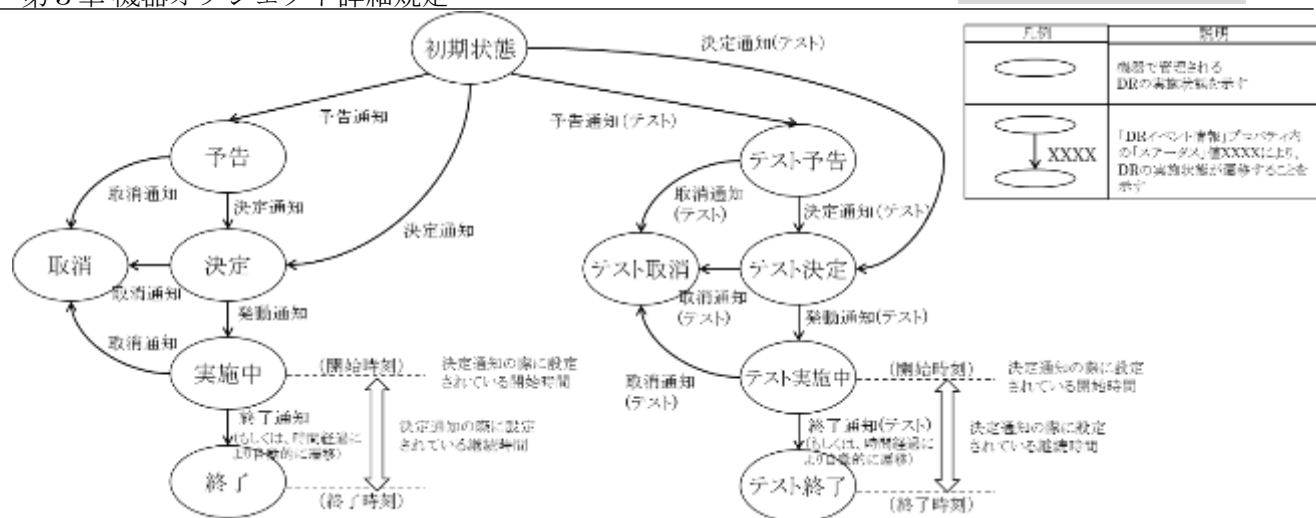 初期状態
決定通知(テスト)
予告通知
予告通知(テスト)
予告
テスト予告
取消通知
決定通知
決定通知
取消通知
(テスト)
決定通知(テスト)
取消
決定
テスト取消
テスト決定
取消通知
発動通知
取消通知
(テスト)
発動通知(テスト)
取消通知
実施中
(開始時刻)
決定通知の際に設定
されている開始時間
取消通知
(テスト)
テスト実施中
(開始時刻)
決定通知の際に設定
されている開始時間
終了通知
(もしくは、時間経過に
より自動的に遷移)
決定通知の際に設定
されている継続時間
終了通知(テスト)
(もしくは、時間経過に
より自動的に遷移)
決定通知の際に設定
されている継続時間
終了
(終了時刻)
テスト終了
(終了時刻)
凡例
説明
機器で管理される
DRの実施状態を示す
XXXX
「DRイベント情報」プロパティ内
の「ステータス」値XXXXにより、
DRの実施状態が遷移することを
示す